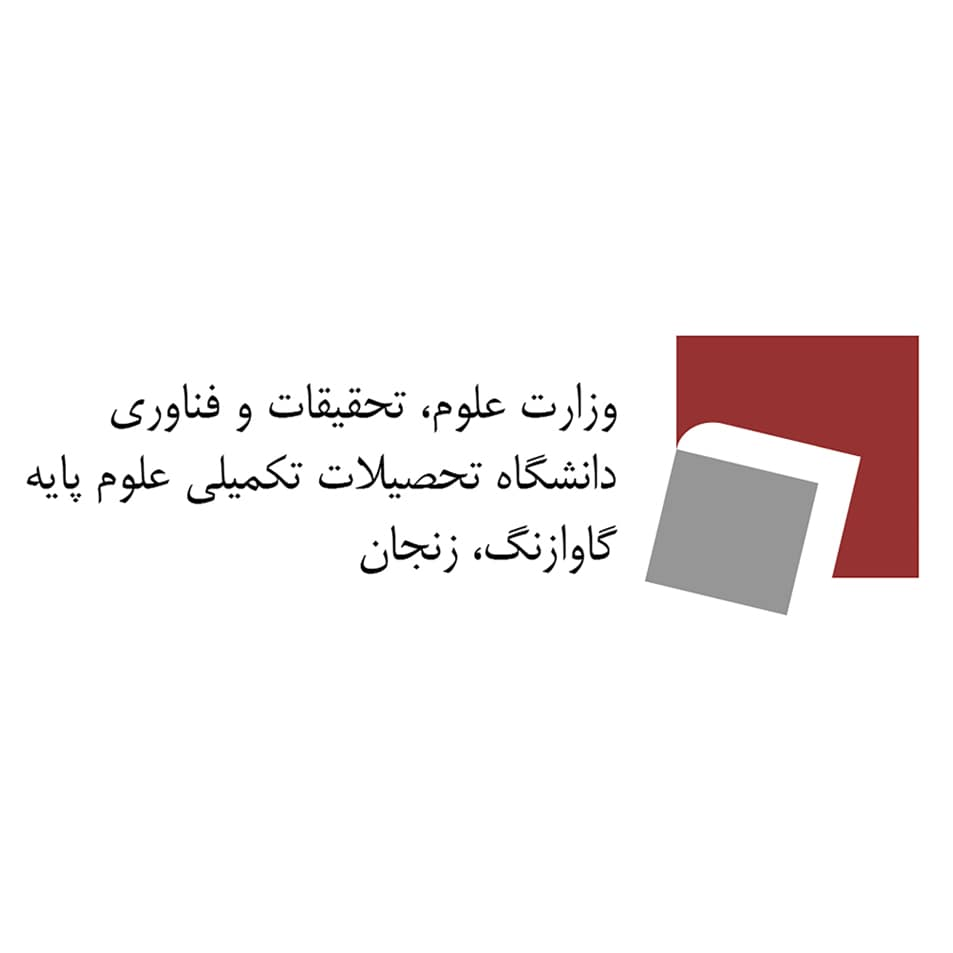 وزارت علوم، تحقیقات و فناوری
دانشگاه تحصیلات تکمیلی علوم پایه
گاوازنگ، زنجان